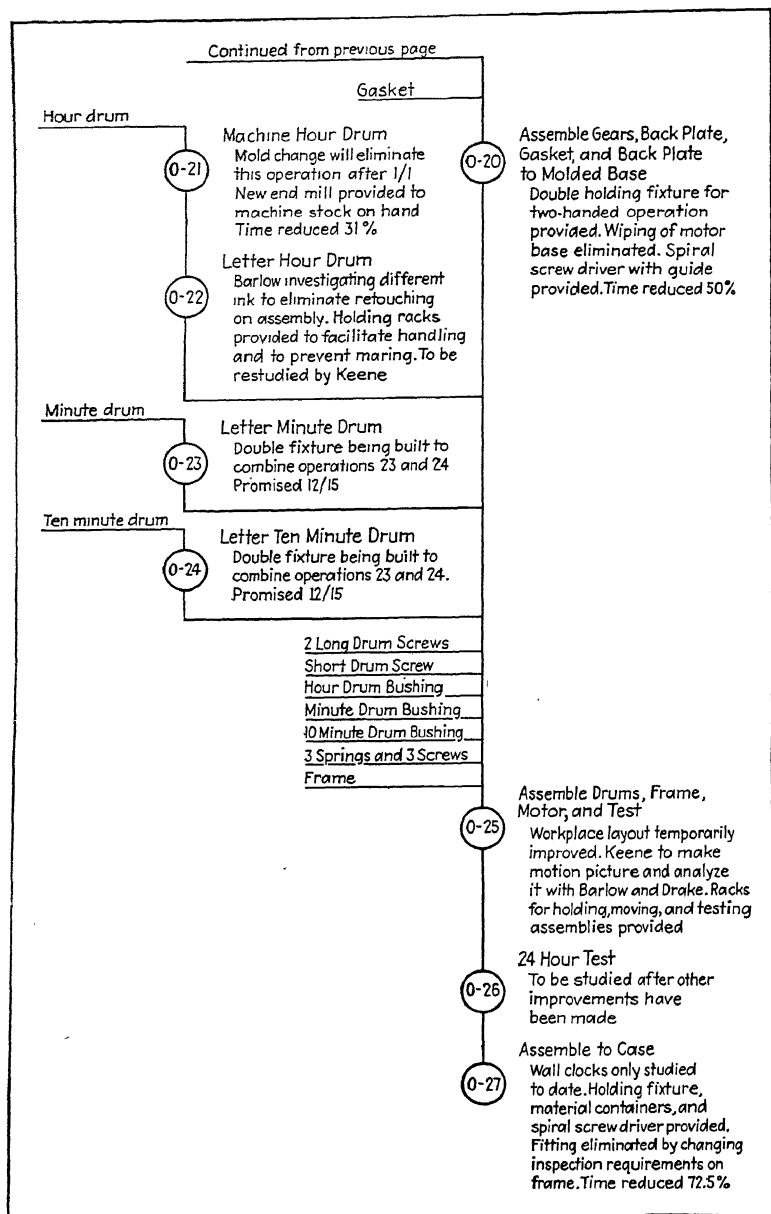 Continued from previous page
Gasket
Hour drum
0-21
Machine Hour Drum
Mold change will eliminate
this operation after 1/1
New end mill provided to
machine stock on hand
Time reduced 31%
0-20
Assemble Gears, Back Plate,
Gasket, and Back Plate
to Molded Base
Double holding fixture for
two-handed operation
provided. Wiping of motor
base eliminated. Spiral
screw driver with guide
provided. Time reduced 50%
0-22
Letter Hour Drum
Barlow investigating different
ink to eliminate retouching
on assembly. Holding racks
provided to facilitate handling
and to prevent maring. To be
restudied by Keene
Minute drum
0-23
Letter Minute Drum
Double fixture being built to
combine operations 23 and 24
Promised 12/15
Ten minute drum
0-24
Letter Ten Minute Drum
Double fixture being built to
combine operations 23 and 24.
Promised 12/15
2 Long Drum Screws
Short Drum Screw
Hour Drum Bushing
Minute Drum Bushing
10 Minute Drum Bushing
3 Springs and 3 Screws
Frame
0-25
Assemble Drums, Frame,
Motor, and Test
Workplace layout temporarily
improved. Keene to make
motion picture and analyze
it with Barlow and Drake. Racks
for holding, moving, and testing
assemblies provided
0-26
24 Hour Test
To be studied after other
improvements have
been made
0-27
Assemble to Case
Wall clocks only studied
to date. Holding fixture,
material containers, and
spiral screw driver provided.
Fitting eliminated by changing
inspection requirements on
frame. Time reduced 72.5%